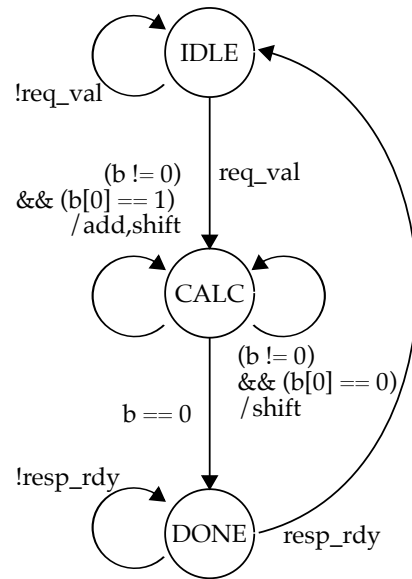 IDLE
!req_val
req_val
(b != 0)
&& (b[0] == 1)
/add,shift
CALC
(b != 0)
&& (b[0] == 0)
/shift
b == 0
!resp_rdy
DONE
resp_rdy